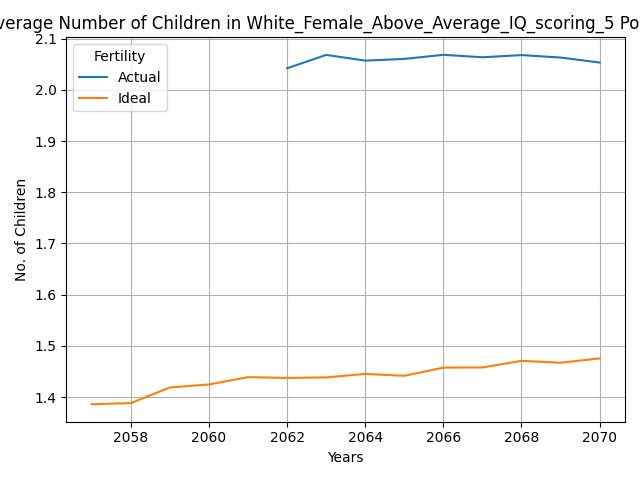 verage Number of Children in White_Female_Above_Average_IQ_scoring_5 Po
2.1
2.0
1.9
1.8
1.7
1.6
1.5
1.4
No. of Children
Fertility
Actual
Ideal
2058 2060 2062 2064 2066 2068 2070
Years